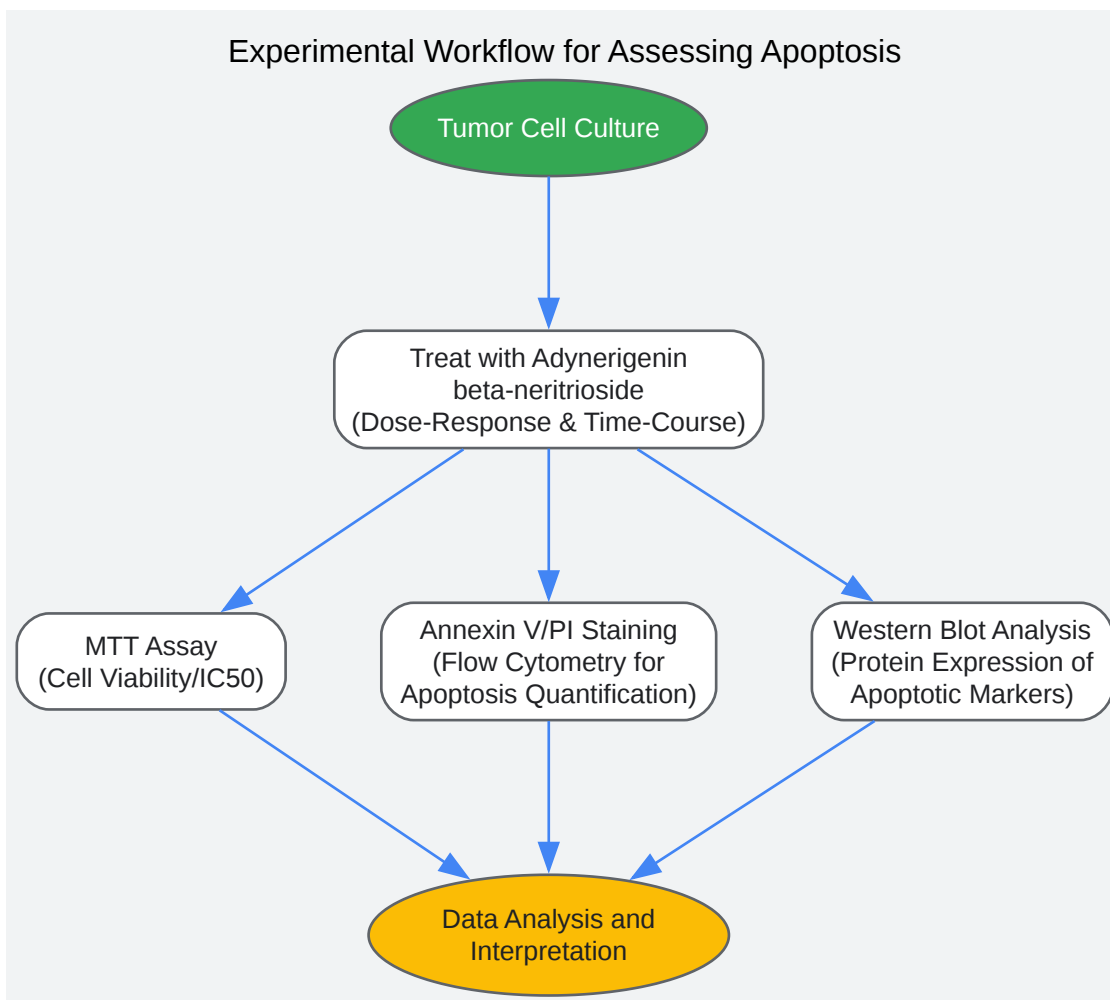 Experimental Workflow for Assessing Apoptosis
Tumor Cell Culture
Treat with Adynerigenin
beta-neritrioside
(Dose-Response & Time-Course)
MTT Assay
(Cell Viability/IC50)
Annexin V/PI Staining
(Flow Cytometry for
Apoptosis Quantification)
Western Blot Analysis
(Protein Expression of
Apoptotic Markers)
Data Analysis and
Interpretation